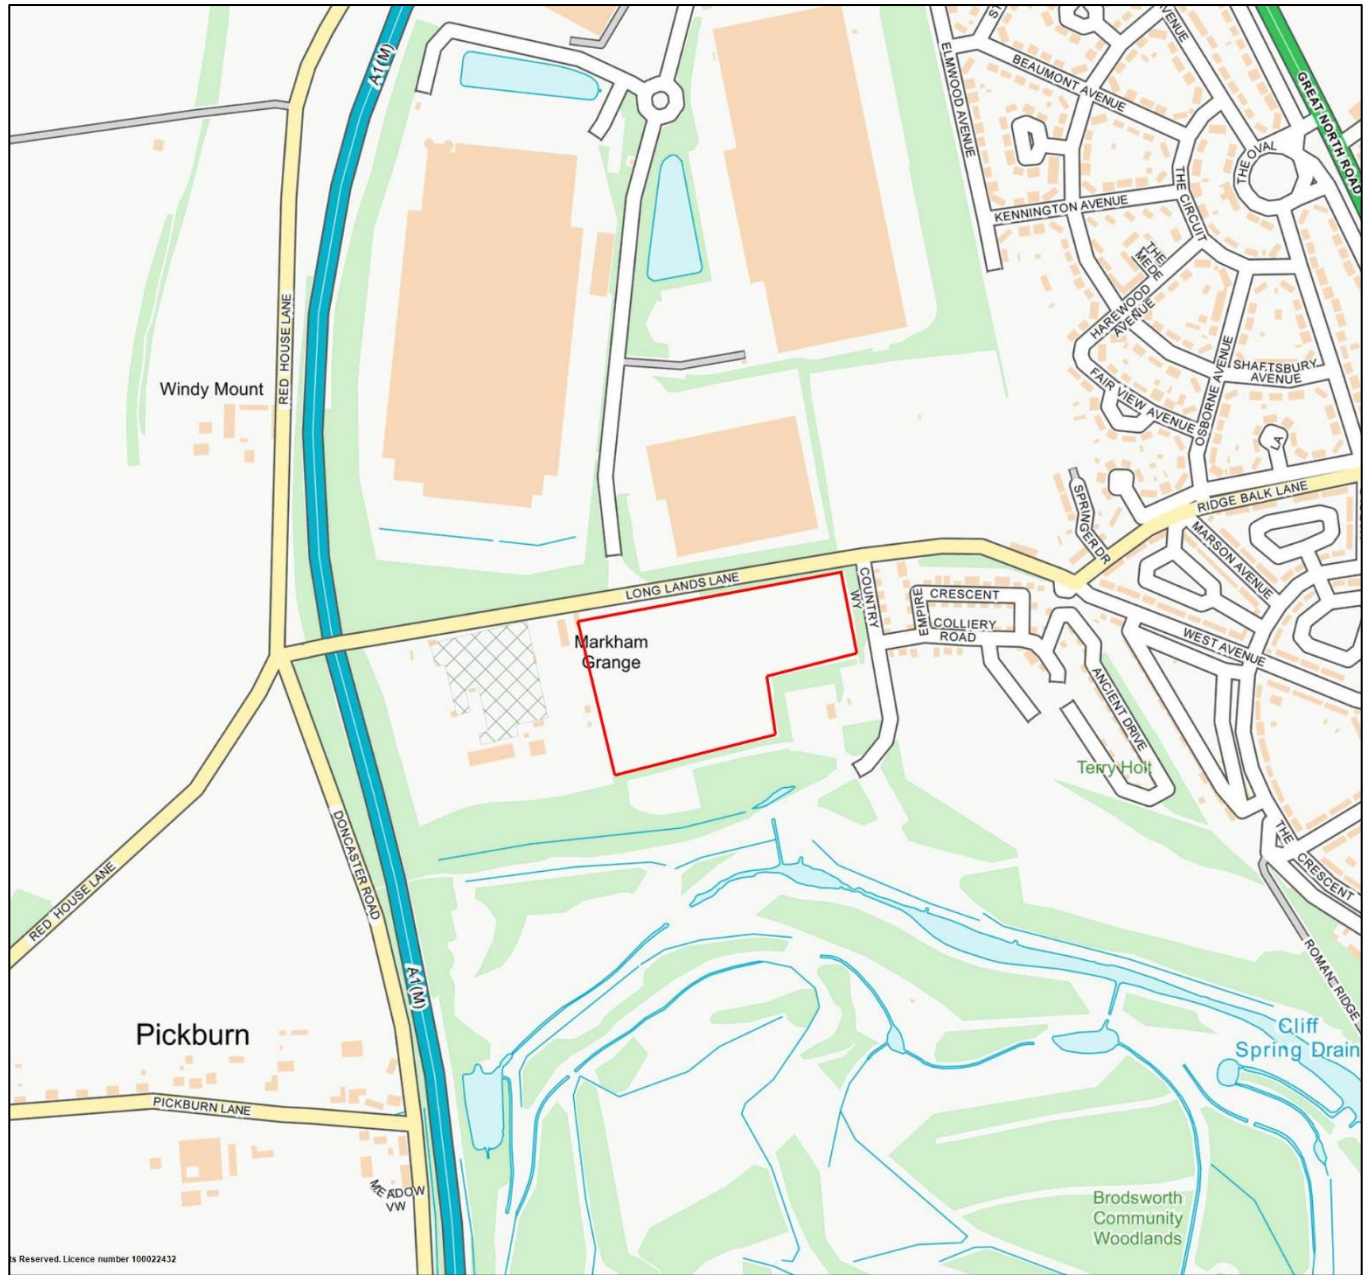 A1(M)
ELMWOOD AVENUE
BEAUMONT AVENUE
AVENUE
GREAT NORTH ROAD
THE OVAL
THE CIRCUIT
KENNINGTON AVENUE
THE
MEDE
HAREWOOD
AVENUE
RED HOUSE LANE
Windy Mount
SHAFTSBURY
AVENUE
FAIR VIEW AVENUE
OSBORNE AVENUE
LA
SPRINGER DR
RIDGE BALK LANE
MARSON AVENUE
LONG LANDS LANE
COUNTRY
WY
EMPIRE
CRESCENT
COLLIERY
ROAD
WEST AVENUE
Markham
Grange
ANCIENT DRIVE
Terry Holt
THE CRESCENT
DONCASTER ROAD
RED HOUSE LANE
A1(M)
ROMAN RIDGE
Pickburn
Cliff
Spring Drain
PICKBURN LANE
MEADOW
VW
Brodsworth
Community
Woodlands
ts Reserved. Licence number 100022432